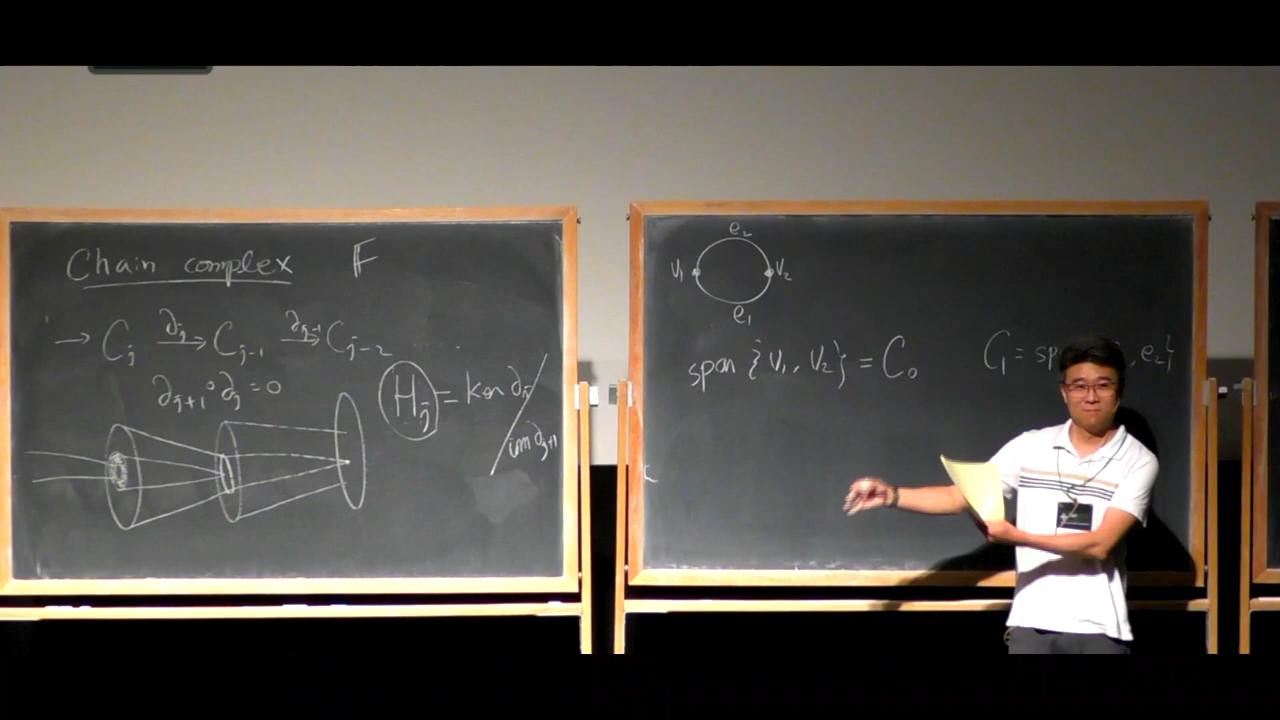 Chain complex 𝔽
→ C_j ∂_j→ C_{j-1} ∂_{j-1}→ C_{j-2} ....
∂_{j+1} ∘ ∂_j = 0
H_j = ker ∂_j / im ∂_{j+1}
e_2
v_1 v_2
e_1
span {v_1, v_2} = C_0
C_1 = sp , e_2}